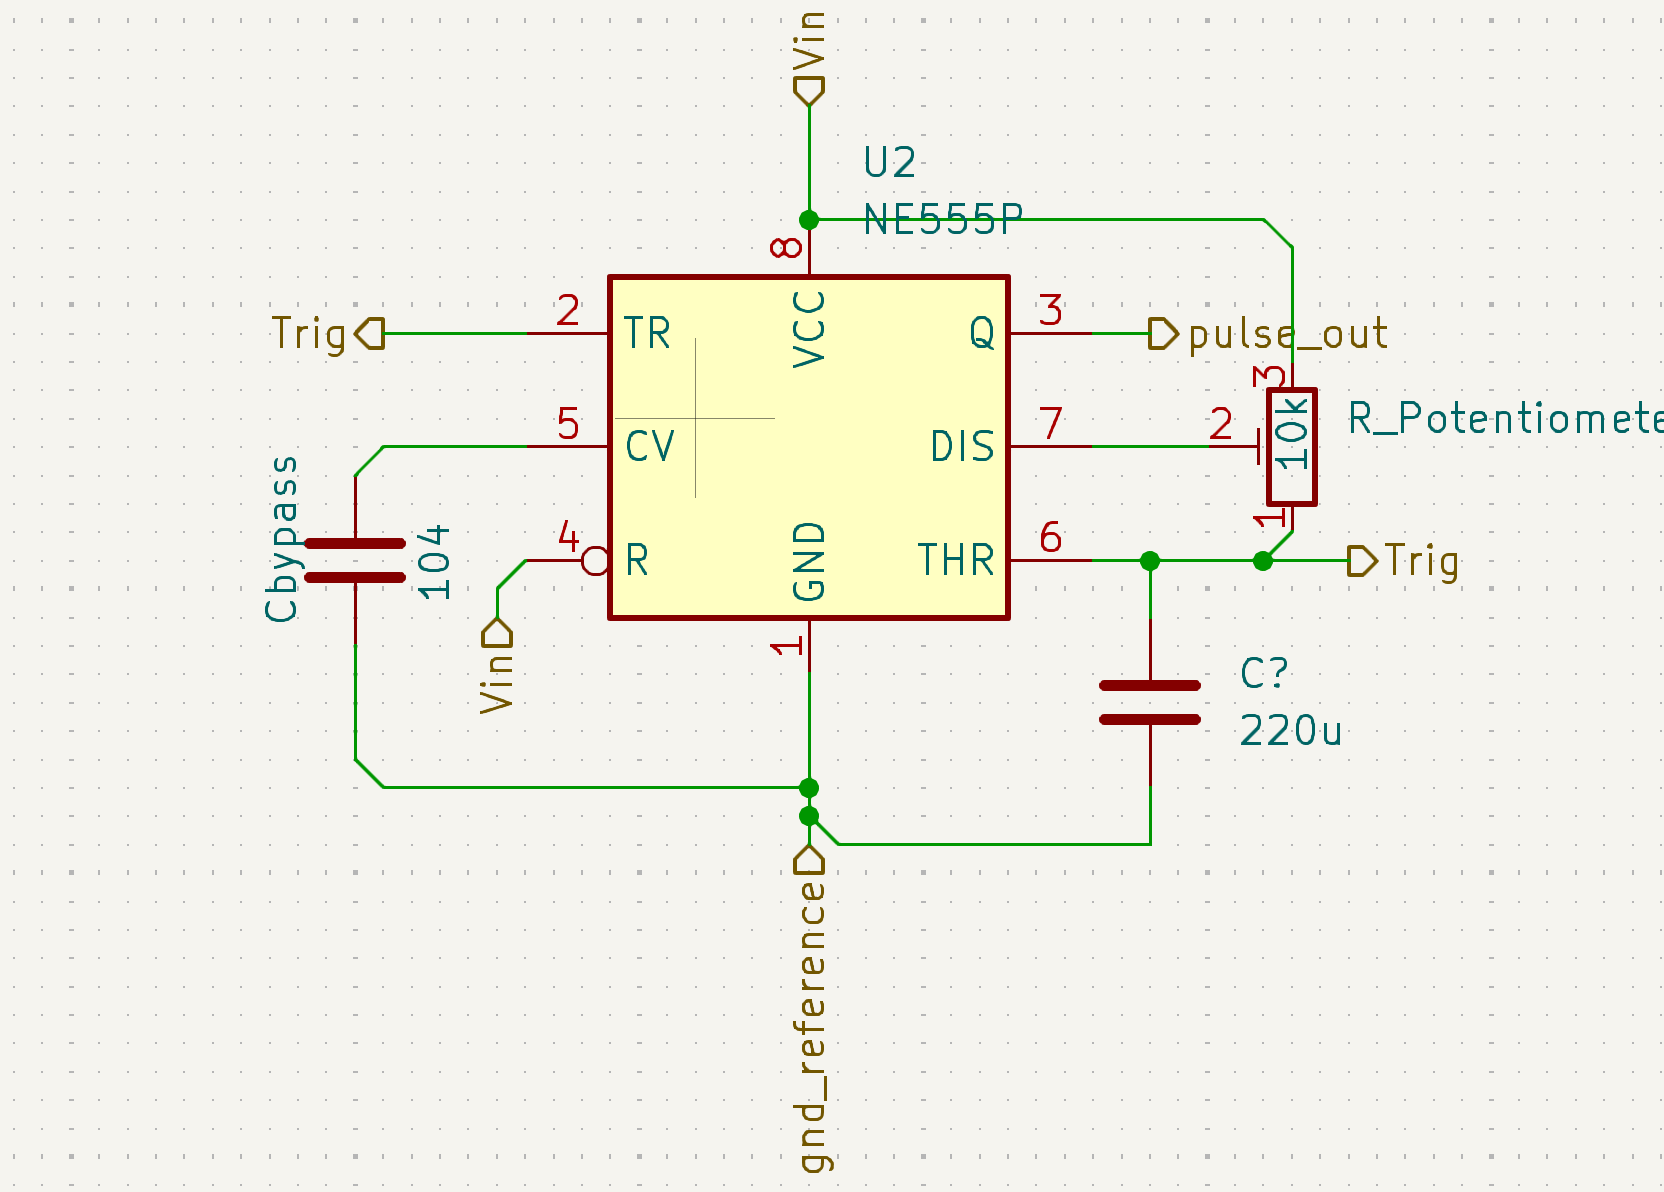 Vin
U2
NE555P
8
Trig
2
TR
VCC
Q
3
pulse_out
3
5
CV
DIS
7
2
10k
R_Potentiomete
Cbypass
104
4
R
GND
THR
6
1
Trig
Vin
1
C?
220u
gnd_reference